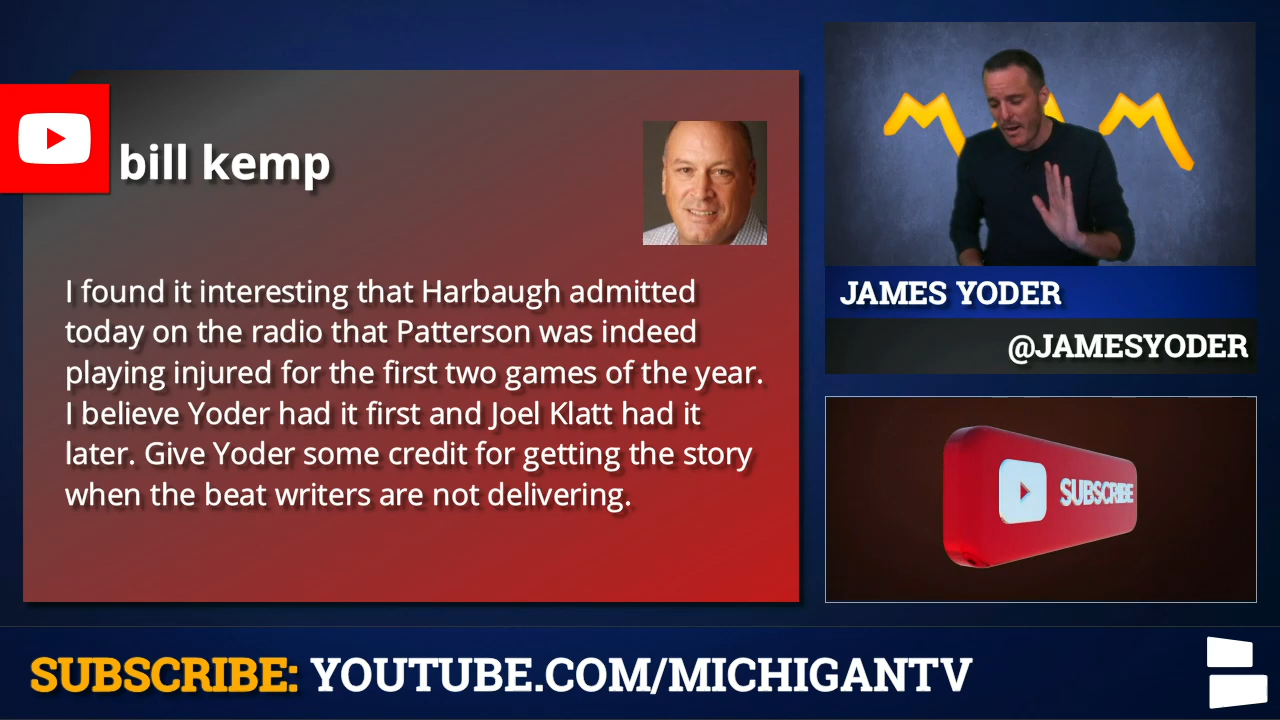 bill kemp
I found it interesting that Harbaugh admitted
today on the radio that Patterson was indeed
playing injured for the first two games of the year.
I believe Yoder had it first and Joel Klatt had it
later. Give Yoder some credit for getting the story
when the beat writers are not delivering.
JAMES YODER
@JAMESYODER
SUBSCRIBE
SUBSCRIBE: YOUTUBE.COM/MICHIGANTV